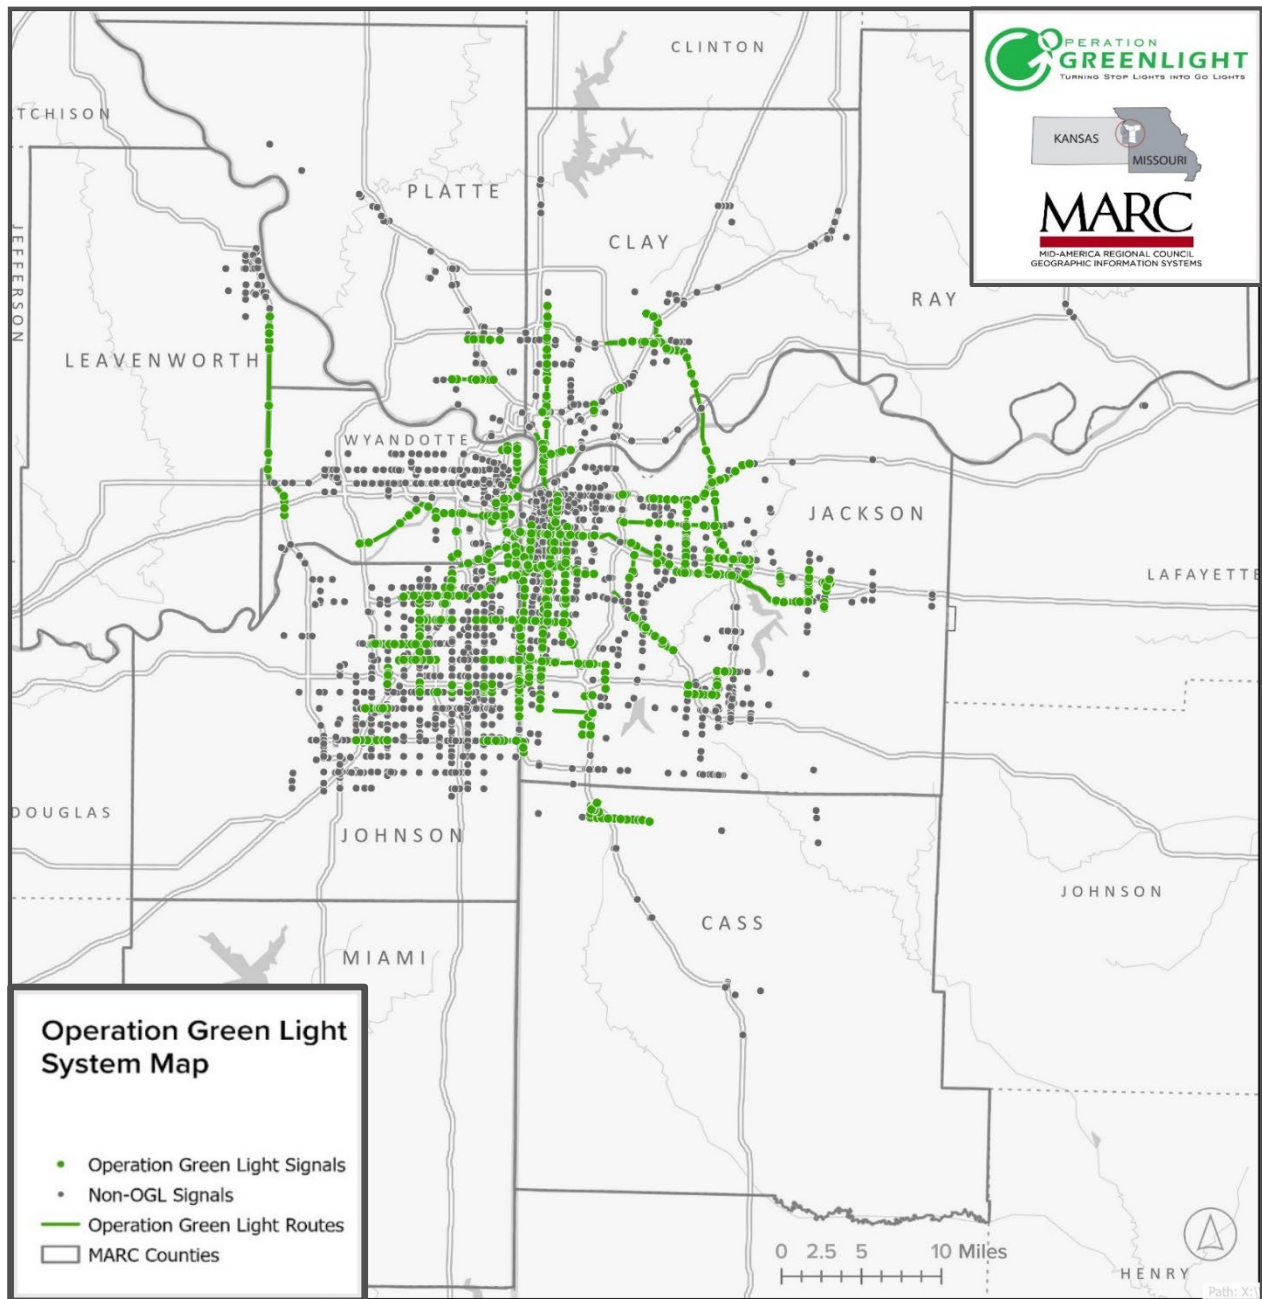 CLINTON
TCHISON
PERATION
GREENLIGHT
TURNING STOP LIGHTS INTO GO LIGHTS
KANSAS
MISSOURI
MARC
MID-AMERICA REGIONAL COUNCIL
GEOGRAPHIC INFORMATION SYSTEMS
PLATTE
CLAY
JEFFERSON
RAY
LEAVENWORTH
WYANDOTTE
JACKSON
LAFAYETTE
DOUGLAS
JOHNSON
JOHNSON
CASS
MIAMI
Operation Green Light
System Map
Operation Green Light Signals
Non-OGL Signals
Operation Green Light Routes
MARC Counties
0 2.5 5 10 Miles
HENRY
Path: X:\